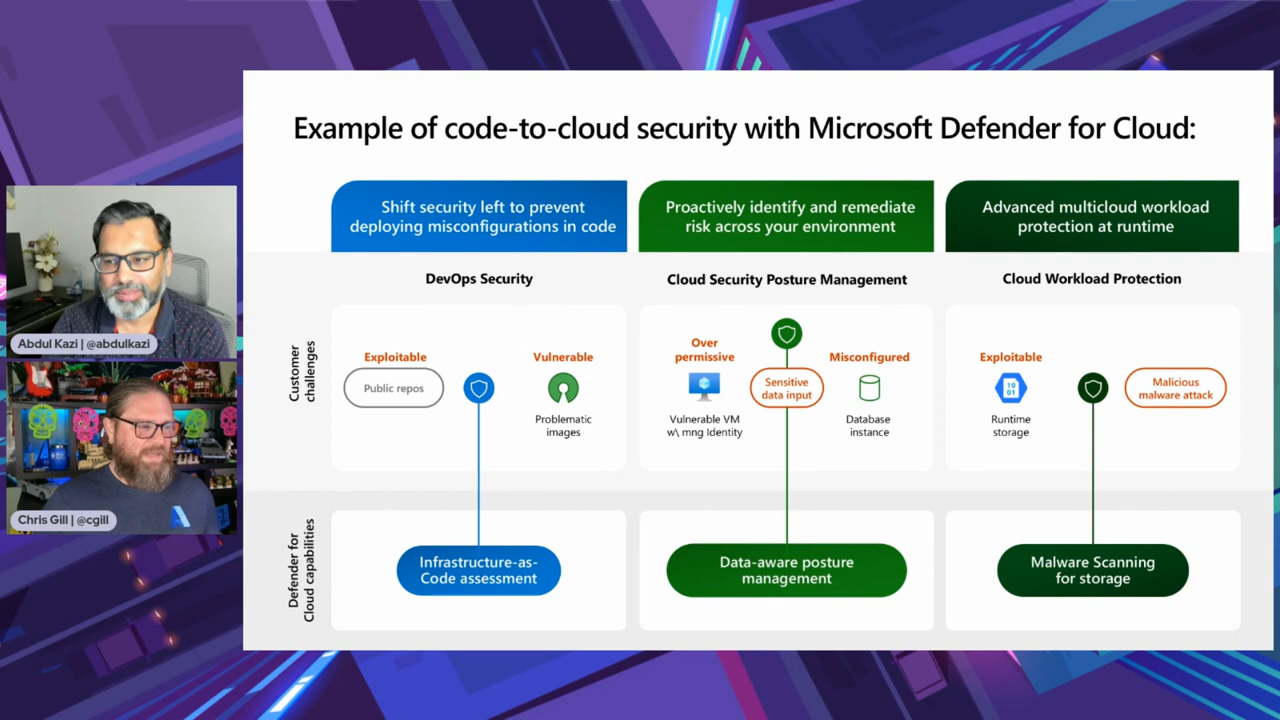 Example of code-to-cloud security with Microsoft Defender for Cloud:
Shift security left to prevent
deploying misconfigurations in code
Proactively identify and remediate
risk across your environment
Advanced multicloud workload
protection at runtime
DevOps Security
Cloud Security Posture Management
Cloud Workload Protection
Customer
challenges
Exploitable
Public repos
Vulnerable
Problematic
images
Over
permissive
Vulnerable VM
w\ mng Identity
Sensitive
data input
Misconfigured
Database
instance
Exploitable
10
01
Runtime
storage
Malicious
malware attack
Defender for
Cloud capabilities
Infrastructure-as-
Code assessment
Data-aware posture
management
Malware Scanning
for storage
Abdul Kazi | @abdulkazi
Chris Gill | @cgill